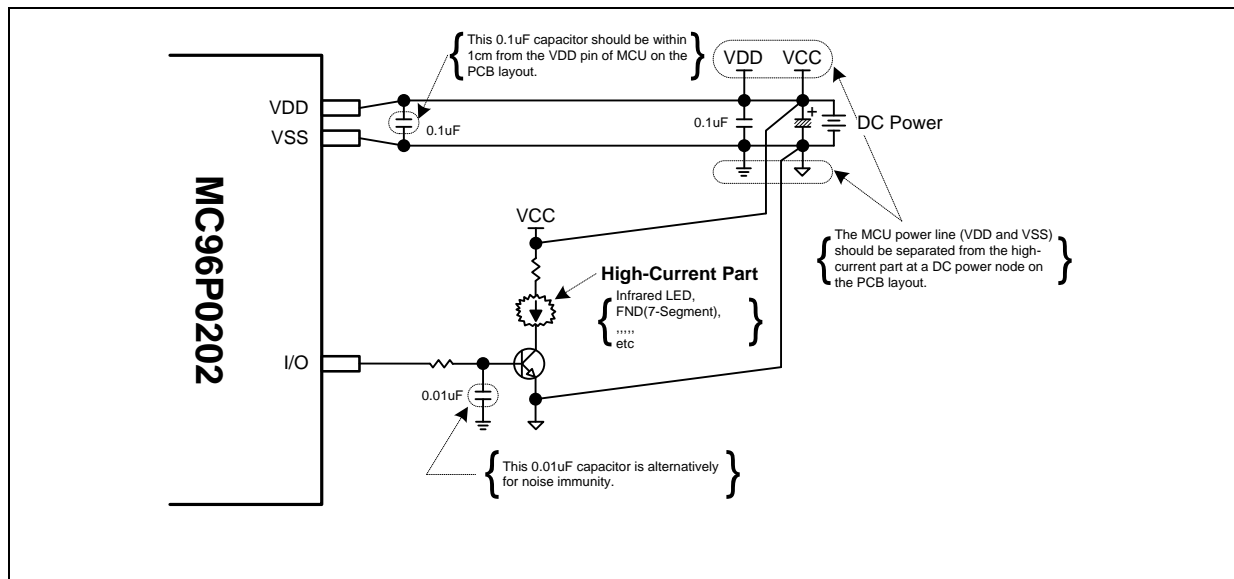 This 0.1uF capacitor should be within
1cm from the VDD pin of MCU on the
PCB layout.
VDD
VCC
VDD
VSS
0.1uF
0.1uF
+
DC Power
MC96P0202
VCC
The MCU power line (VDD and VSS)
should be separated from the high-
current part at a DC power node on
the PCB layout.
High-Current Part
Infrared LED,
FND(7-Segment),
,,,,,
etc
I/O
0.01uF
This 0.01uF capacitor is alternatively
for noise immunity.